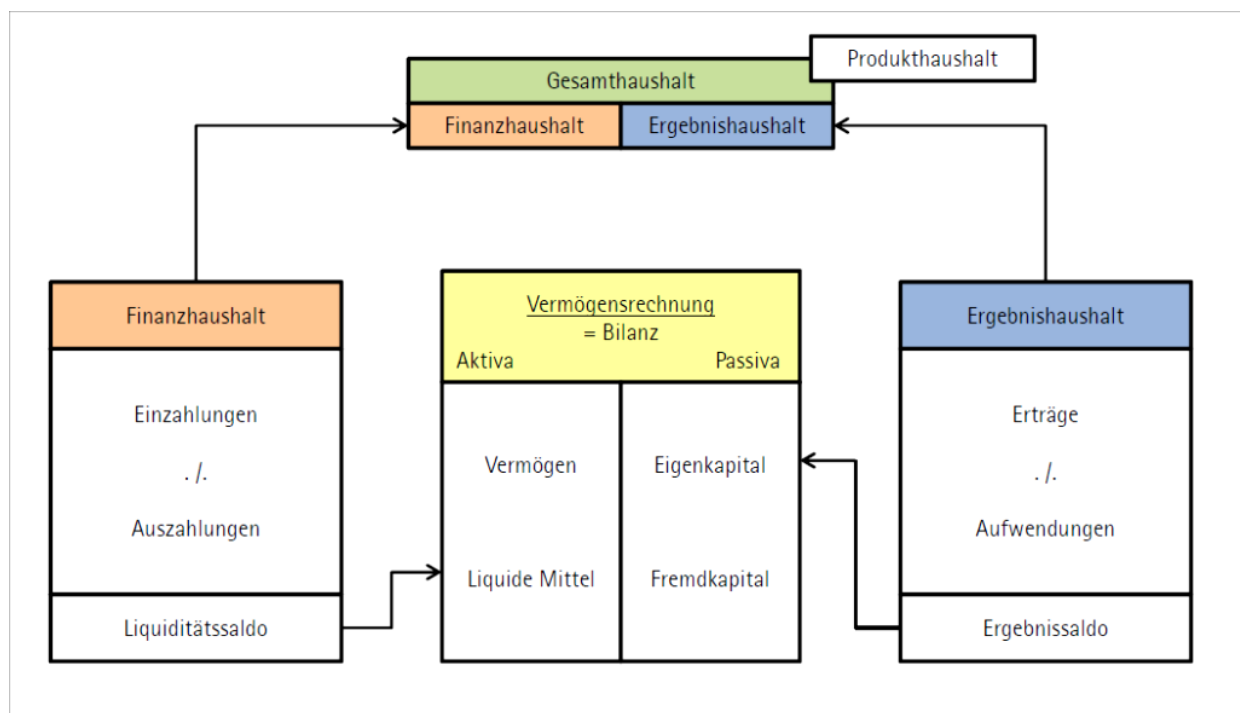 Produkthaushalt
Gesamthaushalt
Finanzhaushalt
Ergebnishaushalt
Finanzhaushalt
Einzahlungen
. /.
Auszahlungen
Liquiditätssaldo
Vermögensrechnung
= Bilanz
Aktiva
Passiva
Vermögen
Eigenkapital
Liquide Mittel
Fremdkapital
Ergebnishaushalt
Erträge
. /.
Aufwendungen
Ergebnissaldo